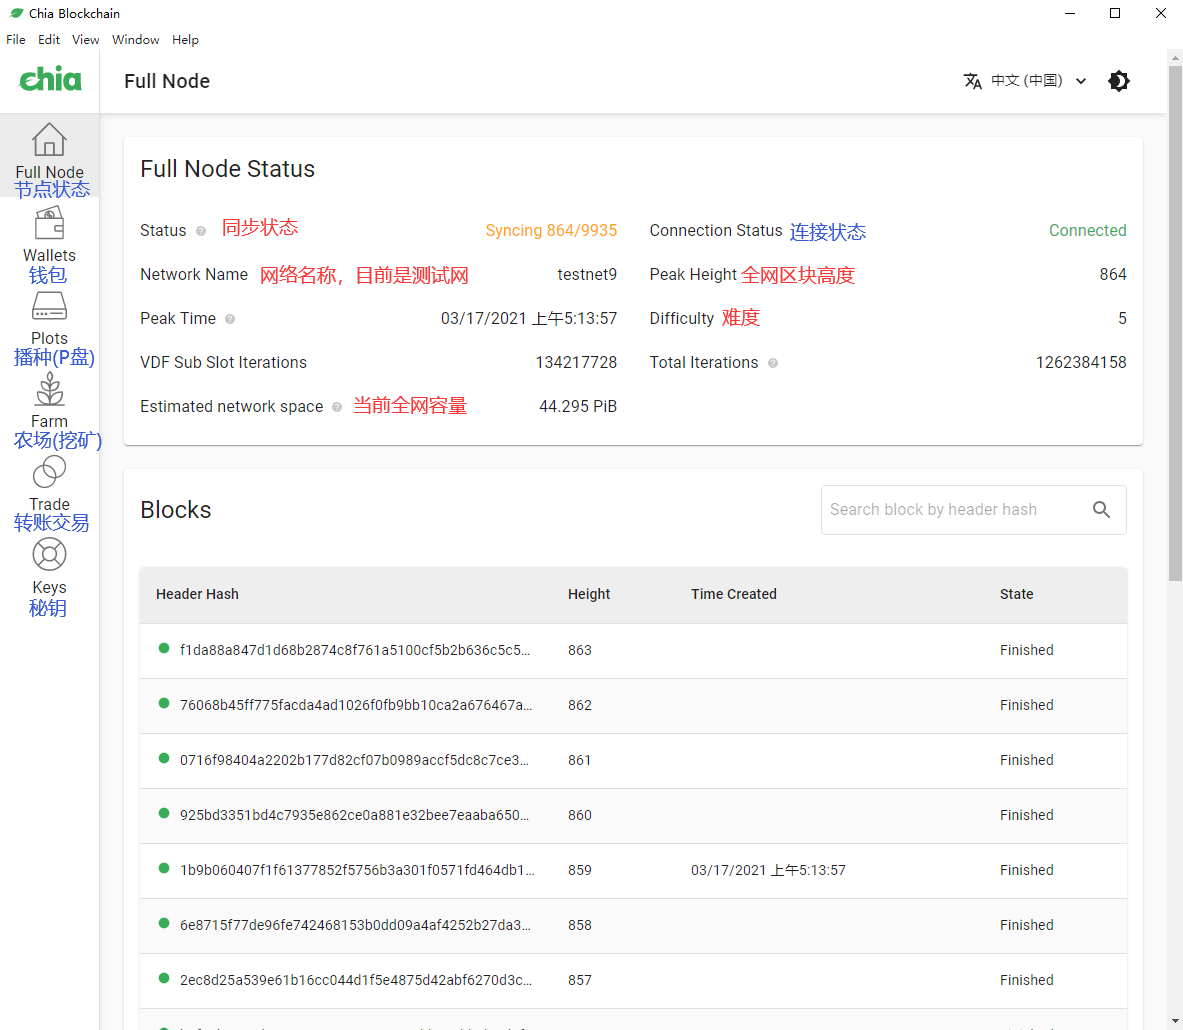 Chia Blockchain
File Edit View Window Help
chia
Full Node
中文 (中国)
Full Node
节点状态
Wallets
钱包
Plots
播种(P盘)
Farm
农场(挖矿)
Trade
转账交易
Keys
秘钥
Full Node Status
Status ? 同步状态 Syncing 864/9935
Connection Status 连接状态 Connected
Network Name 网络名称，目前是测试网 testnet9
Peak Height 全网区块高度 864
Peak Time ? 03/17/2021 上午5:13:57
Difficulty 难度 5
VDF Sub Slot Iterations 134217728
Total Iterations ? 1262384158
Estimated network space ? 当前全网容量 44.295 PiB
Blocks
Search block by header hash
Header Hash Height Time Created State
f1da88a847d1d68b2874c8f761a5100cf5b2b636c5c5... 863 Finished
76068b45ff775facda4ad1026f0fb9bb10ca2a676467a... 862 Finished
0716f98404a2202b177d82cf07b0989accf5dc8c7ce3... 861 Finished
925bd3351bd4c7935e862ce0a881e32bee7eaaba650... 860 Finished
1b9b060407f1f61377852f5756b3a301f0571fd464db1... 859 03/17/2021 上午5:13:57 Finished
6e8715f77de96fe742468153b0dd09a4af4252b27da3... 858 Finished
2ec8d25a539e61b16cc044d1f5e4875d42abf6270d3c... 857 Finished